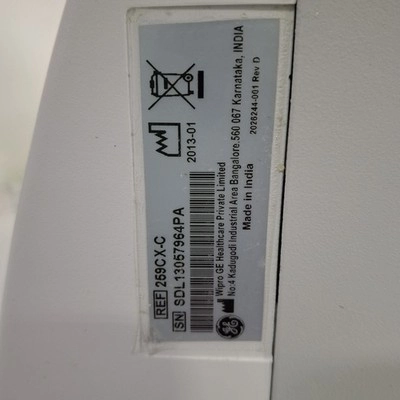 REF 259CX-C
SN SDL13057964PA
2013-01
Wipro GE Healthcare Private Limited
No:4 Kadugodi Industrial Area Bangalore.560 067 Karnataka, INDIA
Made in India
2026244-001 Rev D